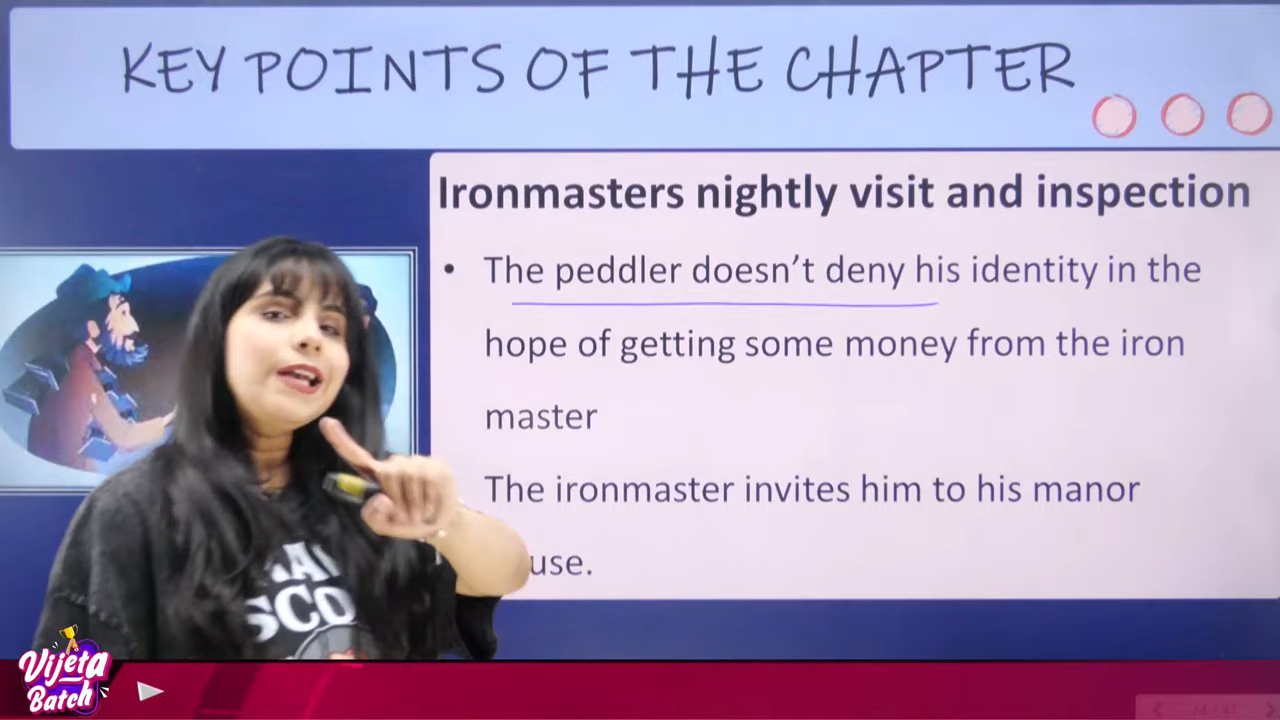 KEY POINTS OF THE CHAPTER
Ironmasters nightly visit and inspection
• The peddler doesn't deny his identity in the
hope of getting some money from the iron
master
The ironmaster invites him to his manor
use.
SCO
Vijeta
Batch